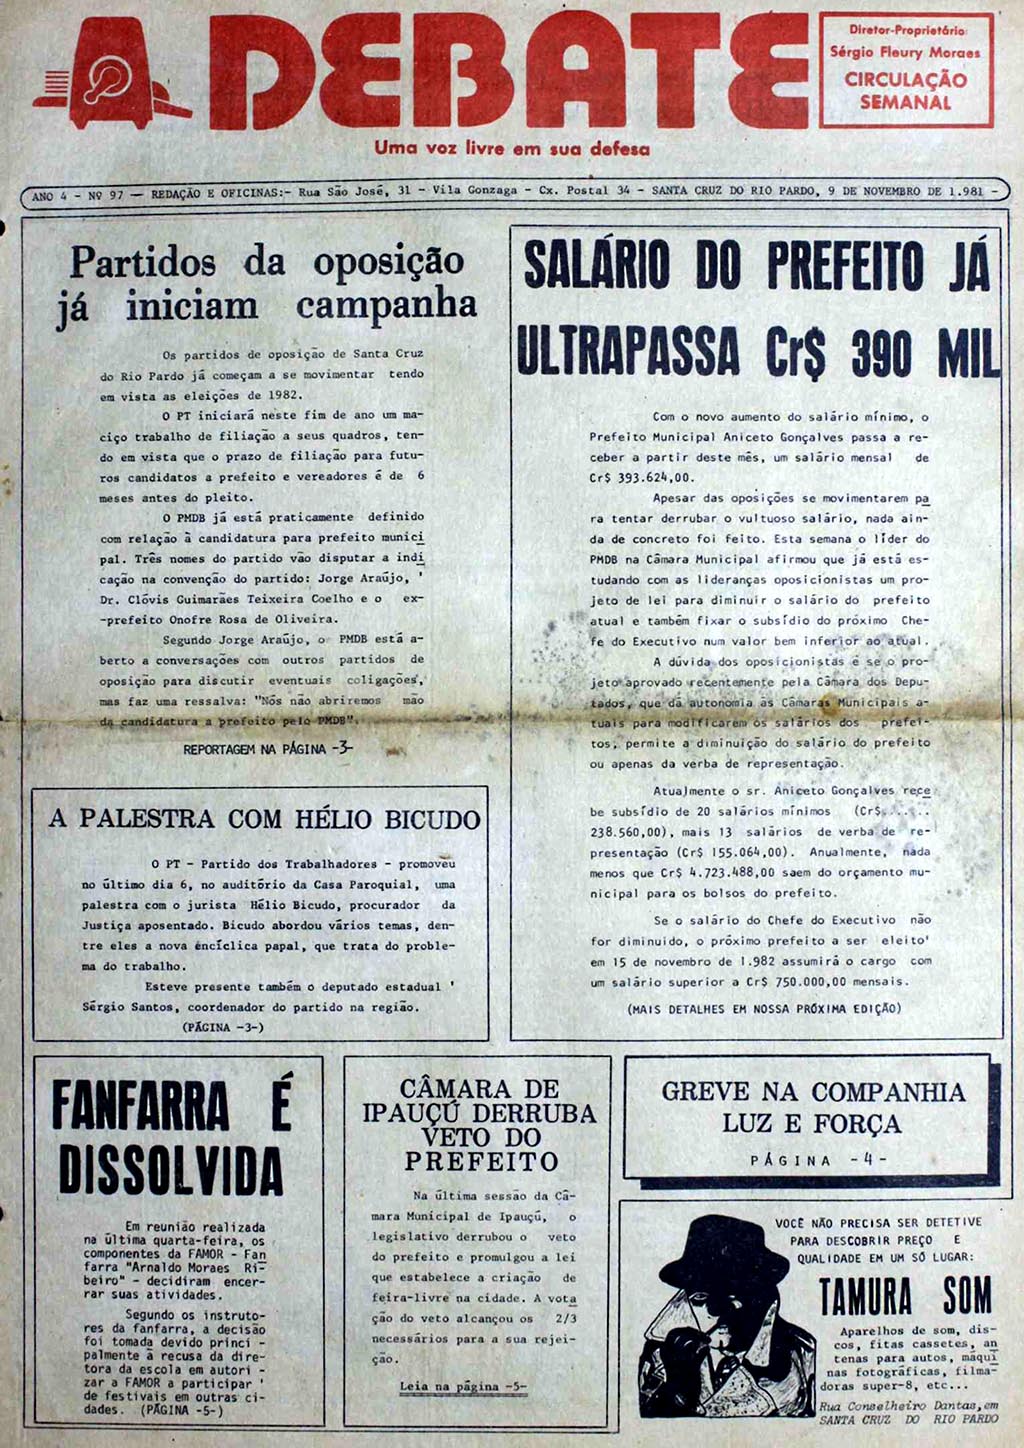 A DEBATE
Diretor-Proprietário:
Sérgio Fleury Moraes
CIRCULAÇÃO
SEMANAL
Uma voz livre em sua defesa
ANO 4 - Nº 97 — REDAÇÃO E OFICINAS:- Rua São José, 31 - Vila Gonzaga - Cx. Postal 34 - SANTA CRUZ DO RIO PARDO, 9 DE NOVEMBRO DE 1.981 -
Partidos da oposição
já iniciam campanha
Os partidos de oposição de Santa Cruz
do Rio Pardo já começam a se movimentar tendo
em vista as eleições de 1982.
O PT iniciará neste fim de ano um ma-
ciço trabalho de filiação a seus quadros, ten-
do em vista que o prazo de filiação para futu-
ros candidatos a prefeito e vereadores é de 6
meses antes do pleito.
O PMDB já está praticamente definido
com relação à candidatura para prefeito munici
pal. Três nomes do partido vão disputar a indi
cação na convenção do partido: Jorge Araújo, '
Dr. Clóvis Guimarães Teixeira Coelho e o ex-
-prefeito Onofre Rosa de Oliveira.
Segundo Jorge Araújo, o PMDB está a-
berto a conversações com outros partidos de
oposição para discutir eventuais coligações',
mas faz uma ressalva: "Nós não abriremos mão
da candidatura a prefeito pelo PMDB".
REPORTAGEM NA PÁGINA -3-
SALÁRIO DO PREFEITO JÁ
ULTRAPASSA Cr$ 390 MIL
Com o novo aumento do salário mínimo, o
Prefeito Municipal Aniceto Gonçalves passa a re-
ceber a partir deste mês, um salário mensal de
Cr$ 393.624,00.
Apesar das oposições se movimentarem pa
ra tentar derrubar o vultuoso salário, nada ain-
da de concreto foi feito. Esta semana o líder do
PMDB na Câmara Municipal afirmou que já está es-
tudando com as lideranças oposicionistas um pro-
jeto de lei para diminuir o salário do prefeito
atual e também fixar o subsídio do próximo Che-
fe do Executivo num valor bem inferior ao atual.
A dúvida dos oposicionistas é se o pro-
jeto aprovado recentemente pela Câmara dos Depu-
tados, que dá autonomia às Câmaras Municipais a-
tuais para modificarem os salários dos prefei-
tos, permite a diminuição do salário do prefeito
ou apenas da verba de representação.
Atualmente o sr. Aniceto Gonçalves rece
be subsídio de 20 salários mínimos (Cr$.......
238.560,00), mais 13 salários de verba de re-
presentação (Cr$ 155.064,00). Anualmente, nada
menos que Cr$ 4.723.488,00 saem do orçamento mu-
nicipal para os bolsos do prefeito.
Se o salário do Chefe do Executivo não
for diminuido, o próximo prefeito a ser eleito'
em 15 de novembro de 1.982 assumirá o cargo com
um salário superior a Cr$ 750.000,00 mensais.
(MAIS DETALHES EM NOSSA PRÓXIMA EDIÇÃO)
A PALESTRA COM HÉLIO BICUDO
O PT - Partido dos Trabalhadores - promoveu
no último dia 6, no auditório da Casa Paroquial, uma
palestra com o jurista Hélio Bicudo, procurador da
Justiça aposentado. Bicudo abordou vários temas, den-
tre eles a nova encíclica papal, que trata do proble-
ma do trabalho.
Esteve presente também o deputado estadual '
Sérgio Santos, coordenador do partido na região.
(PÁGINA -3-)
FANFARRA É
DISSOLVIDA
Em reunião realizada
na última quarta-feira, os
componentes da FAMOR - Fan
farra "Arnaldo Moraes Ri-
beiro" - decidiram encer-
rar suas atividades.
Segundo os instruto-
res da fanfarra, a decisão
foi tomada devido princi -
palmente à recusa da dire-
tora da escola em autori -
zar a FAMOR a participar '
de festivais em outras ci-
dades. (PÁGINA -5-)
CÂMARA DE
IPAUÇÚ DERRUBA
VETO DO
PREFEITO
Na última sessão da Câ-
mara Municipal de Ipauçú, o
legislativo derrubou o veto
do prefeito e promulgou a lei
que estabelece a criação de
feira-livre na cidade. A vota
ção do veto alcançou os 2/3
necessários para a sua rejei-
ção.
Leia na página -5-
GREVE NA COMPANHIA
LUZ E FORÇA
PÁGINA -4-
VOCÊ NÃO PRECISA SER DETETIVE
PARA DESCOBRIR PREÇO E
QUALIDADE EM UM SÓ LUGAR:
TAMURA SOM
Aparelhos de som, dis-
cos, fitas cassetes, an
tenas para autos, máqui
nas fotográficas, filma-
doras super-8, etc...
Rua Conselheiro Dantas, em
SANTA CRUZ DO RIO PARDO